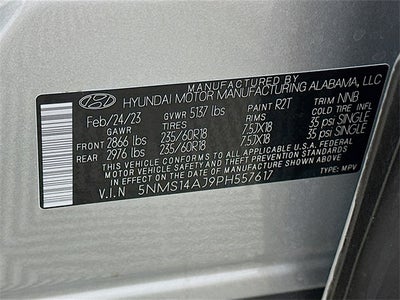 MANUFACTURED BY
HYUNDAI MOTOR MANUFACTURING ALABAMA, LLC
Feb/24/23 GVWR 5137 lbs PAINT R2T TRIM NNB
GAWR TIRES RIMS COLD TIRE INFL
FRONT 2866 lbs 235/60R18 7.5JX18 35 psi SINGLE
REAR 2976 lbs 235/60R18 7.5JX18 35 psi SINGLE
THIS VEHICLE CONFORMS TO ALL APPLICABLE U.S.A. FEDERAL
MOTOR VEHICLE SAFETY AND THEFT PREVENTION STANDARDS
IN EFFECT ON THE DATE OF MANUFACTURE SHOWN ABOVE.
V.I.N 5NMS14AJ9PH557617 TYPE: MPV